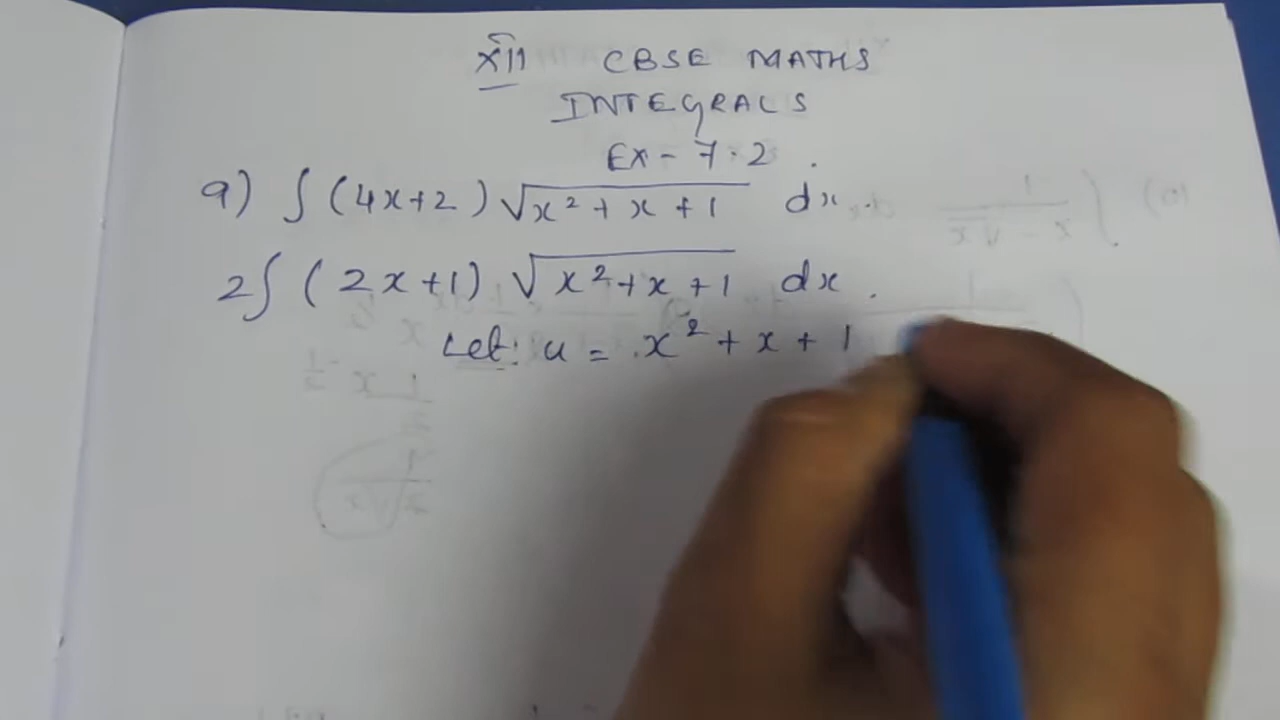 XII CBSE MATHS
INTEGRALS
Ex - 7.2 .
9) ∫ (4x+2) √x² + x + 1 dx .
2∫ (2x+1) √x² + x + 1 dx .
Let: u = x² + x + 1